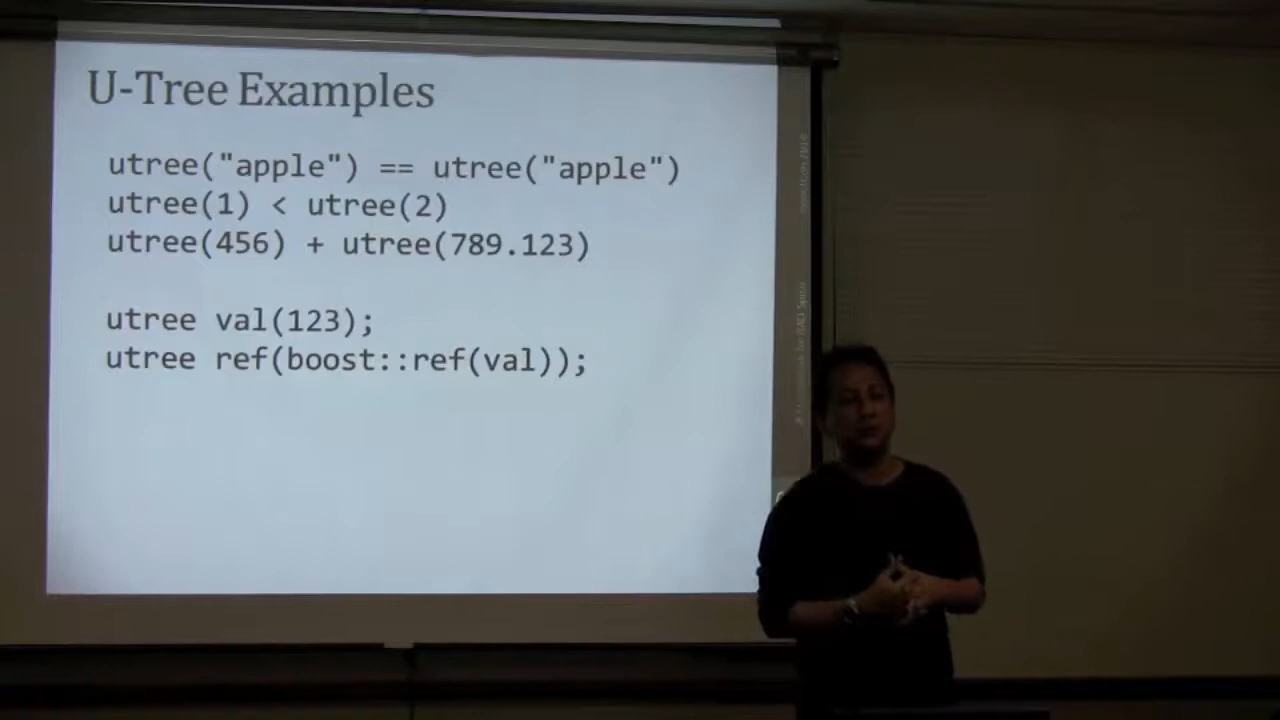 U-Tree Examples
utree("apple") == utree("apple")
utree(1) < utree(2)
utree(456) + utree(789.123)
utree val(123);
utree ref(boost::ref(val));